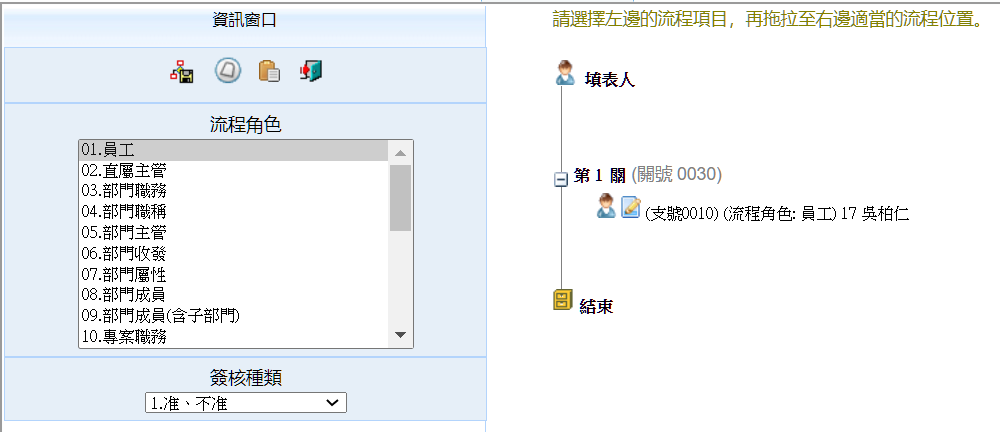 資訊窗口
流程角色
01.員工
02.直屬主管
03.部門職務
04.部門職稱
05.部門主管
06.部門收發
07.部門屬性
08.部門成員
09.部門成員(含子部門)
10.專案職務
簽核種類
1.准、不准
請選擇左邊的流程項目，再拖拉至右邊適當的流程位置。
填表人
第 1 關 (關號 0030)
(支號0010) (流程角色: 員工) 17 吳柏仁
結束